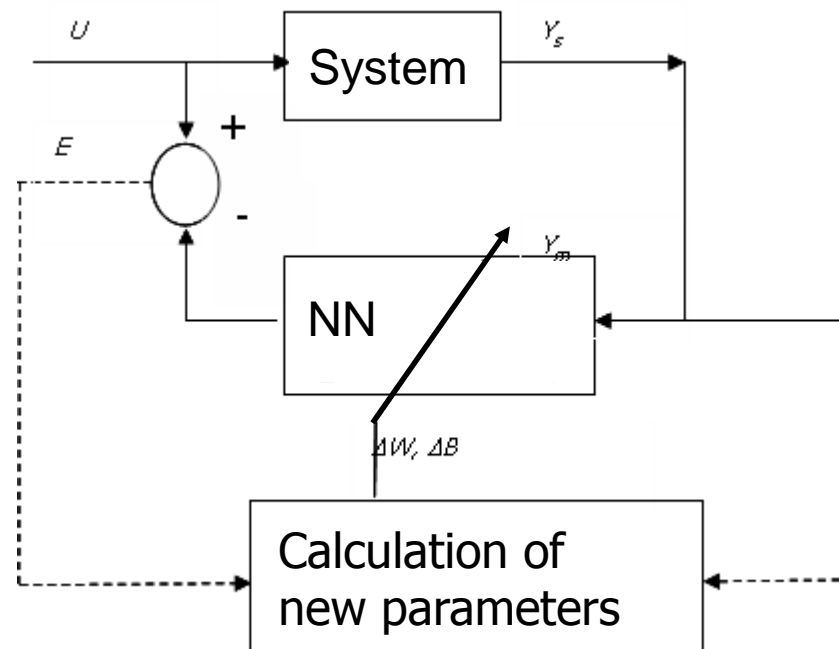 U
Y_s
System
+
E
-
Y_m
NN
ΔW, ΔB
Calculation of
new parameters